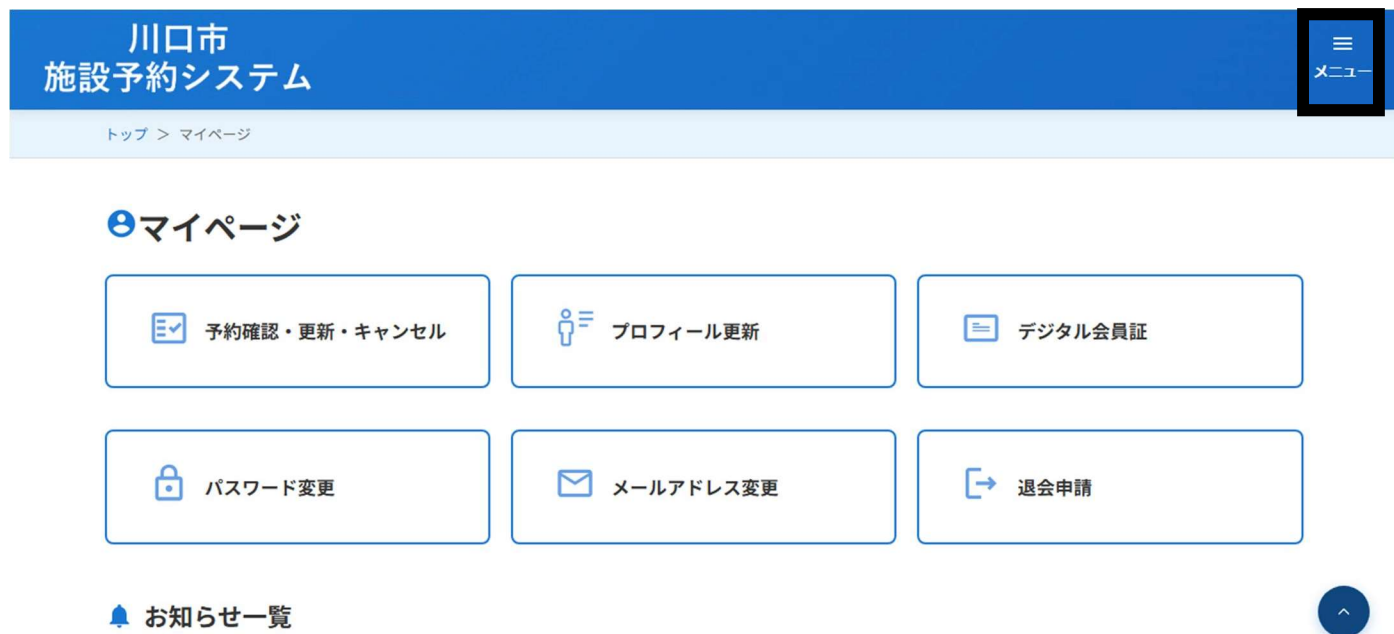 川口市
施設予約システム
メニュー
トップ ＞ マイページ
マイページ
予約確認・更新・キャンセル
プロフィール更新
デジタル会員証
パスワード変更
メールアドレス変更
退会申請
お知らせ一覧